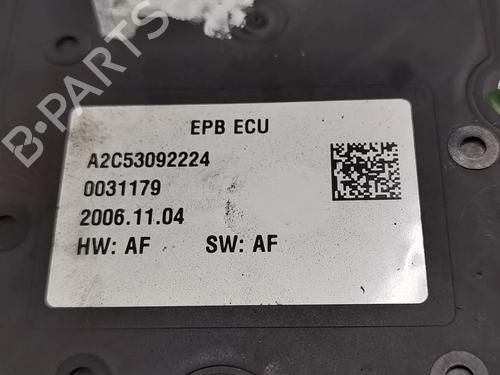 B-PARTS
EPB ECU
A2C53092224
0031179
2006.11.04
HW: AF SW: AF